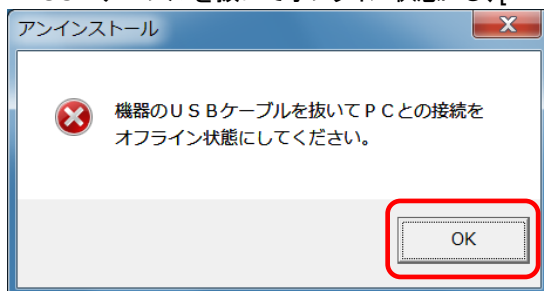 アンインストール
機器のＵＳＢケーブルを抜いてＰＣとの接続を
オフライン状態にしてください。
OK